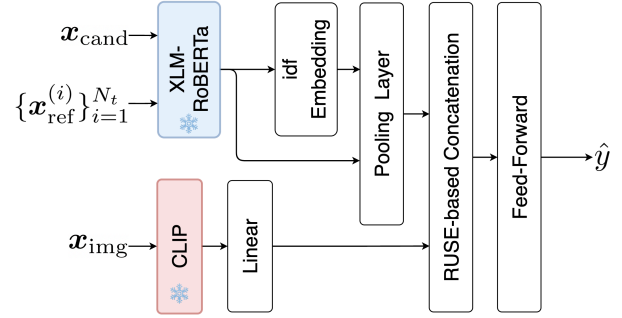 x_cand
{x_ref^(i)}_{i=1}^{N_t}
XLM-
RoBERTa
idf
Embedding
Pooling Layer
RUSE-based Concatenation
Feed-Forward
ŷ
x_img
CLIP
Linear